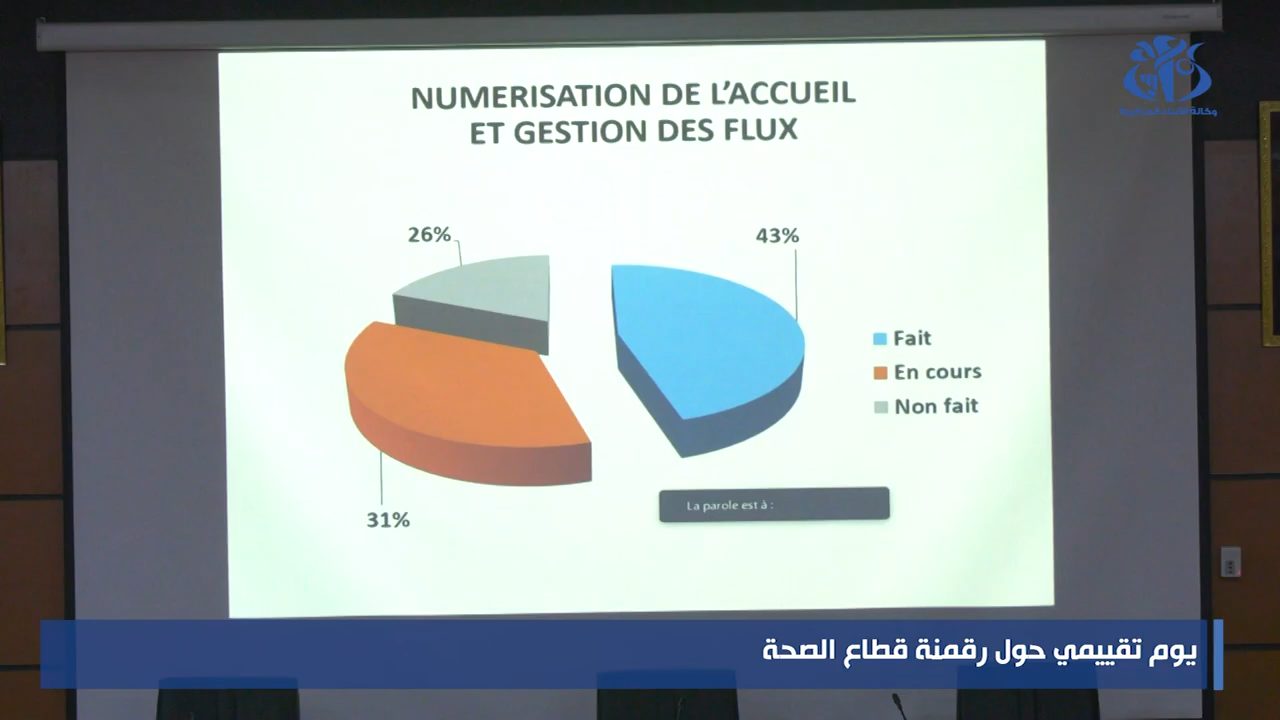 NUMERISATION DE L'ACCUEIL
ET GESTION DES FLUX
26%
43%
Fait
En cours
Non fait
31%
La parole est à :
يوم تقييمي حول رقمنة قطاع الصحة